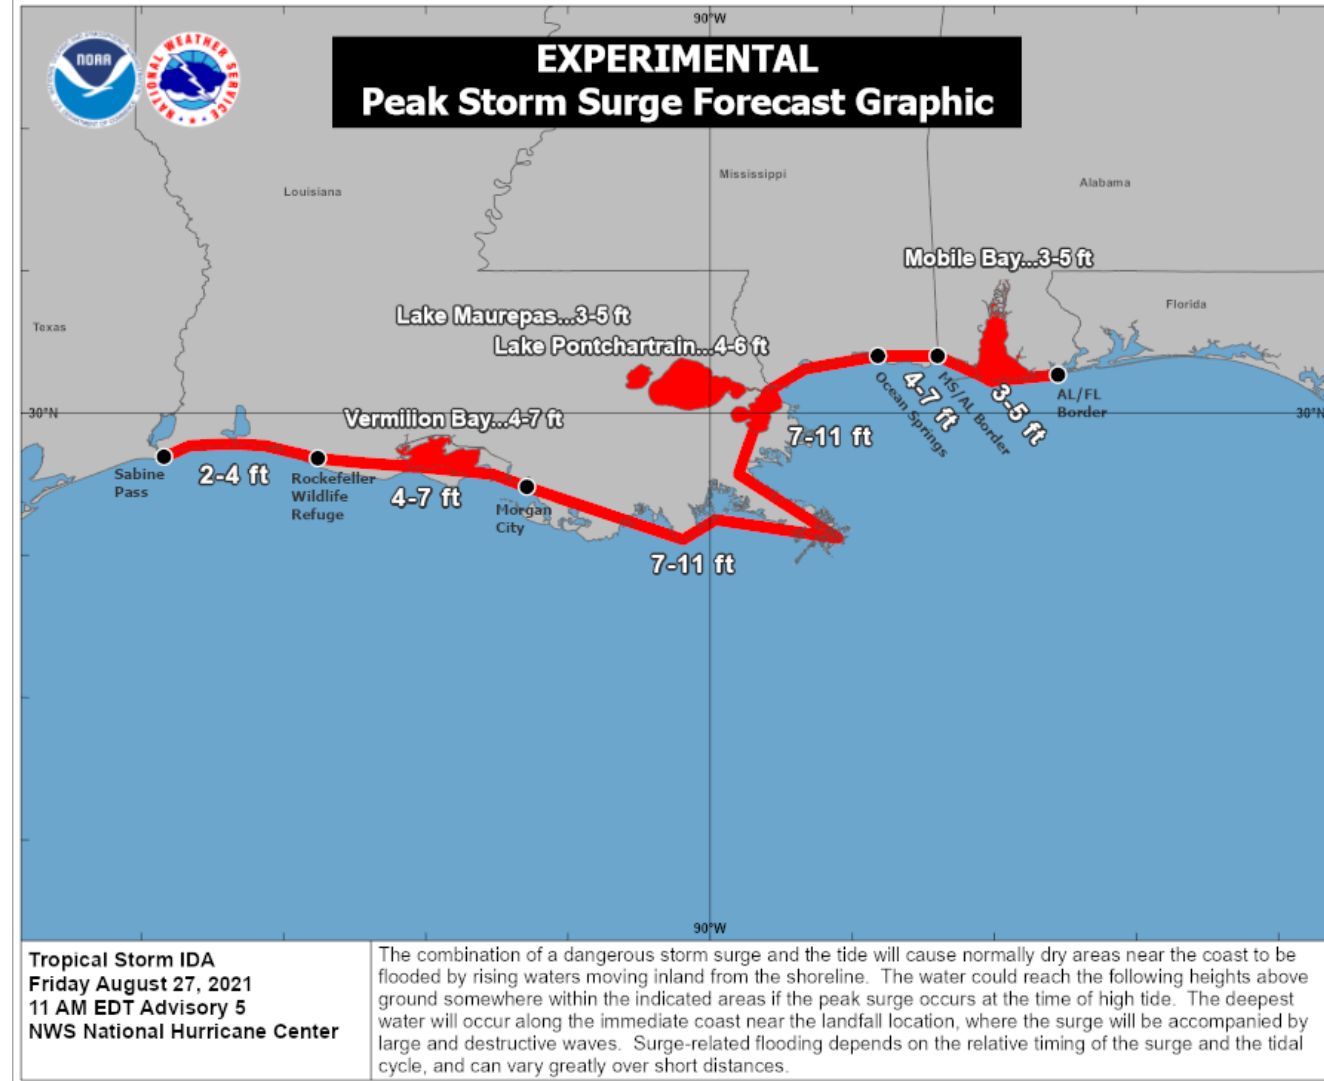 90°W
EXPERIMENTAL
Peak Storm Surge Forecast Graphic
NOAA
NATIONAL WEATHER SERVICE
Mississippi
Alabama
Louisiana
Mobile Bay...3-5 ft
Florida
Lake Maurepas...3-5 ft
Texas
Lake Pontchartrain...4-6 ft
30°N
30°N
Vermilion Bay...4-7 ft
Ocean Springs
4-7 ft
MS/AL Border
3-5 ft
AL/FL
Border
7-11 ft
Sabine
Pass
2-4 ft
Rockefeller
Wildlife
Refuge
4-7 ft
Morgan
City
7-11 ft
90°W
Tropical Storm IDA
Friday August 27, 2021
11 AM EDT Advisory 5
NWS National Hurricane Center
The combination of a dangerous storm surge and the tide will cause normally dry areas near the coast to be
flooded by rising waters moving inland from the shoreline.  The water could reach the following heights above
ground somewhere within the indicated areas if the peak surge occurs at the time of high tide.  The deepest
water will occur along the immediate coast near the landfall location, where the surge will be accompanied by
large and destructive waves.  Surge-related flooding depends on the relative timing of the surge and the tidal
cycle, and can vary greatly over short distances.